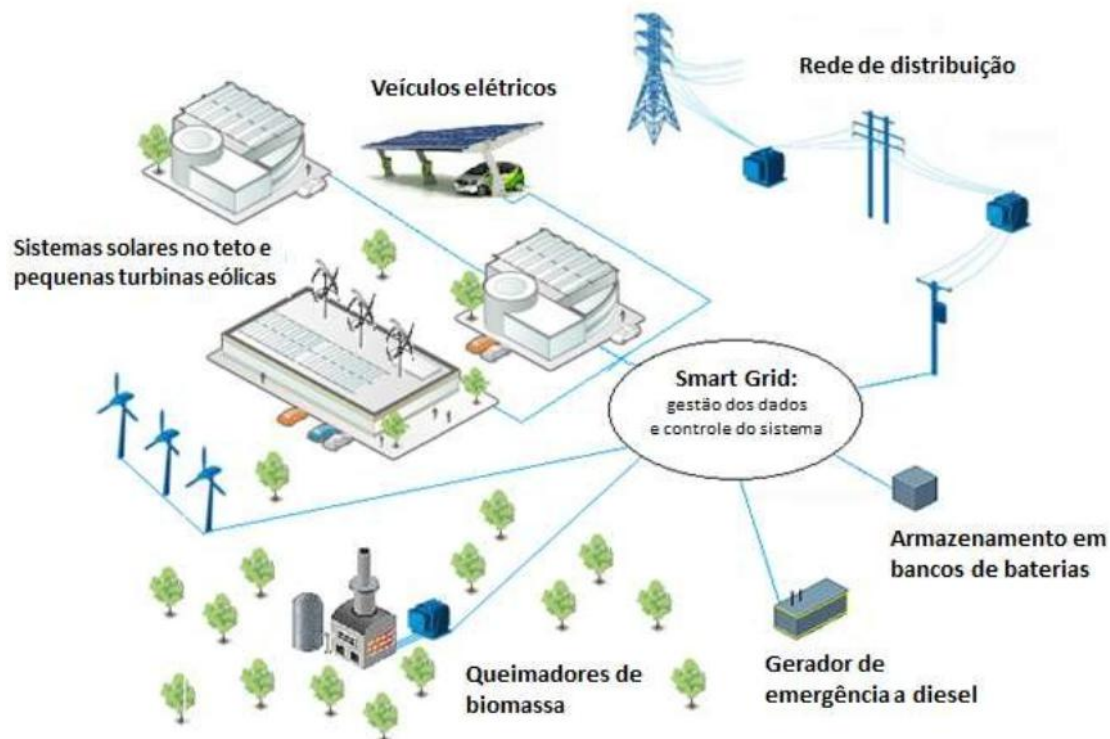 Rede de distribuição
Veículos elétricos
Sistemas solares no teto e
pequenas turbinas eólicas
Smart Grid:
gestão dos dados
e controle do sistema
Armazenamento em
bancos de baterias
Queimadores de
biomassa
Gerador de
emergência a diesel